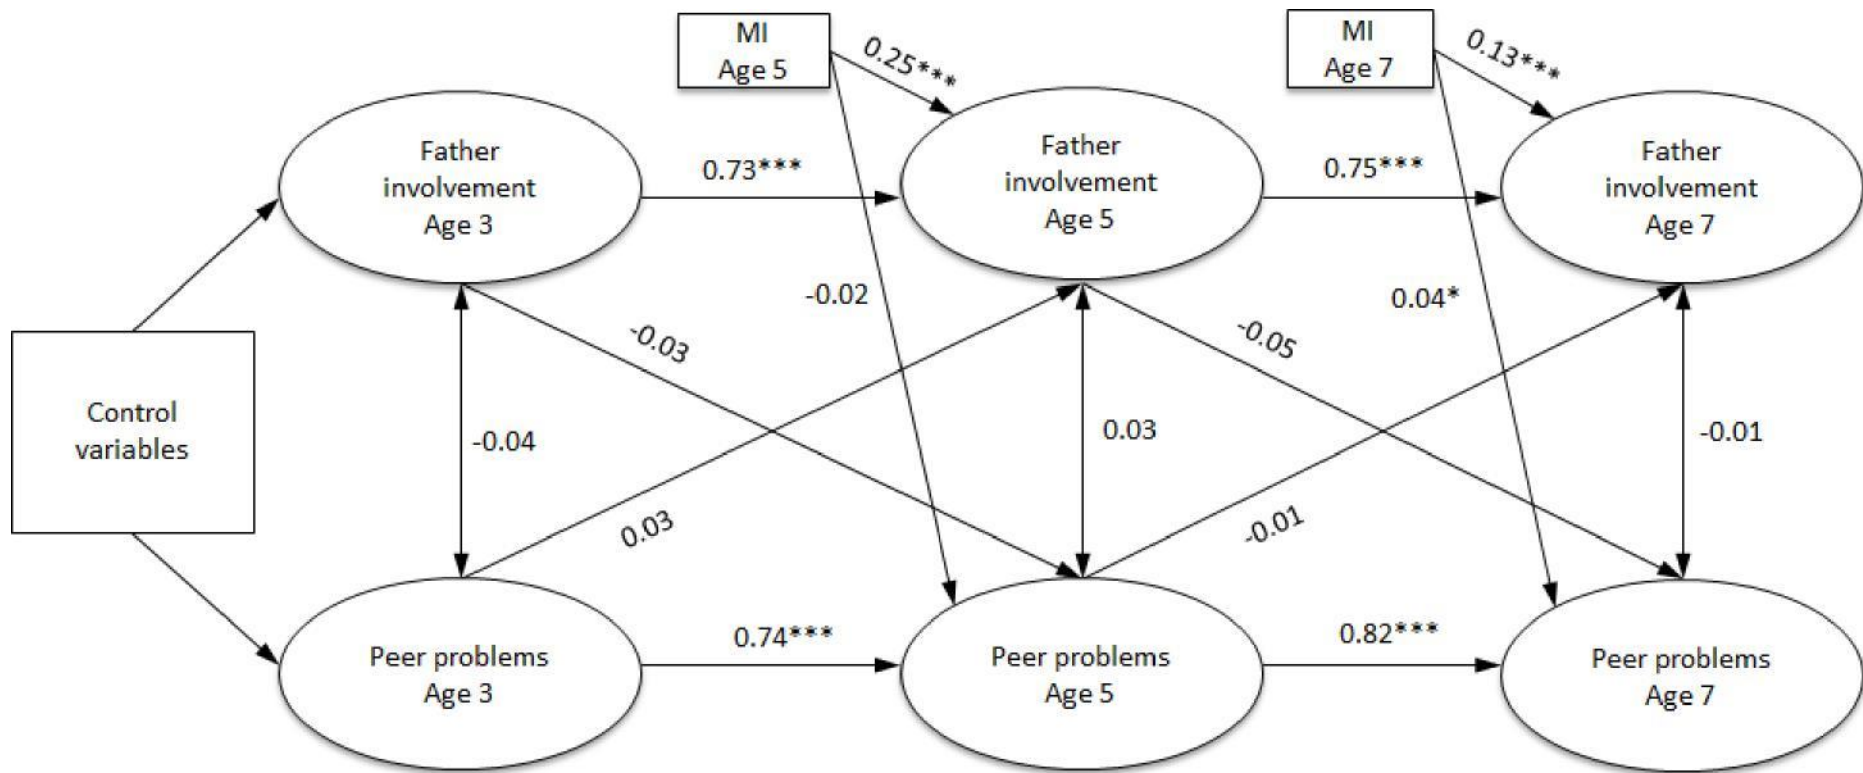 MI
Age 5
0.25***
MI
Age 7
0.13***
Father
involvement
Age 3
0.73***
Father
involvement
Age 5
0.75***
Father
involvement
Age 7
-0.02
0.04*
-0.03
-0.05
Control
variables
-0.04
0.03
-0.01
0.03
-0.01
Peer problems
Age 3
0.74***
Peer problems
Age 5
0.82***
Peer problems
Age 7